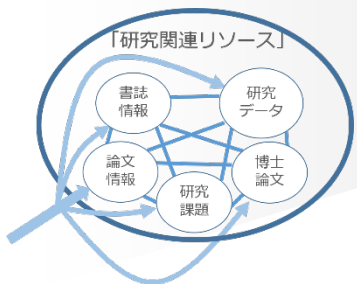 「研究関連リソース」
書誌
情報
研究
データ
論文
情報
博士
論文
研究
課題